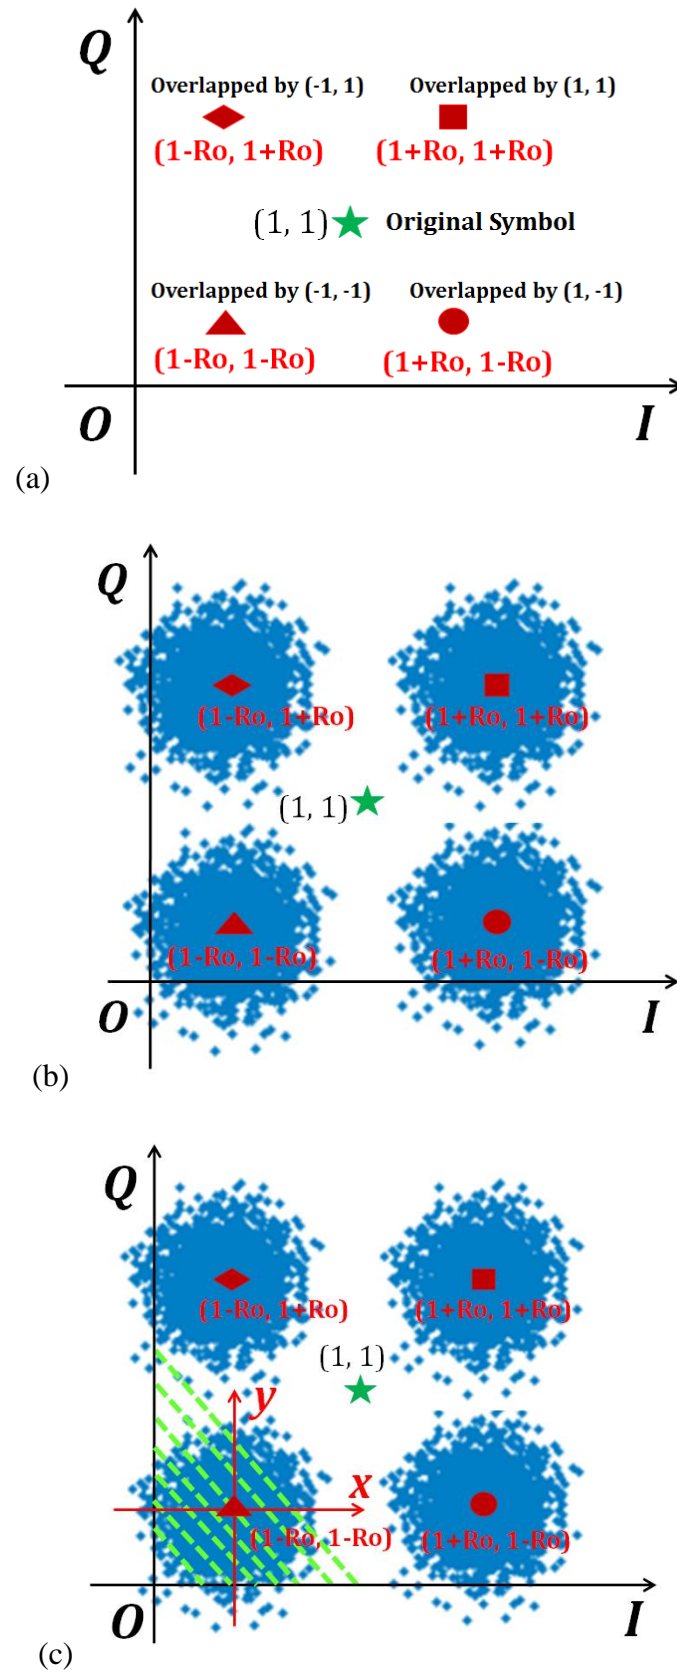 Q
Overlapped by (-1, 1) Overlapped by (1, 1)
(1-Ro, 1+Ro) (1+Ro, 1+Ro)
(1, 1) Original Symbol
Overlapped by (-1, -1) Overlapped by (1, -1)
(1-Ro, 1-Ro) (1+Ro, 1-Ro)
O I
(a)
Q
(1-Ro, 1+Ro) (1+Ro, 1+Ro)
(1, 1)
(1-Ro, 1-Ro) (1+Ro, 1-Ro)
O I
(b)
Q
(1-Ro, 1+Ro) (1+Ro, 1+Ro)
(1, 1)
y
x
(1-Ro, 1-Ro) (1+Ro, 1-Ro)
O I
(c)